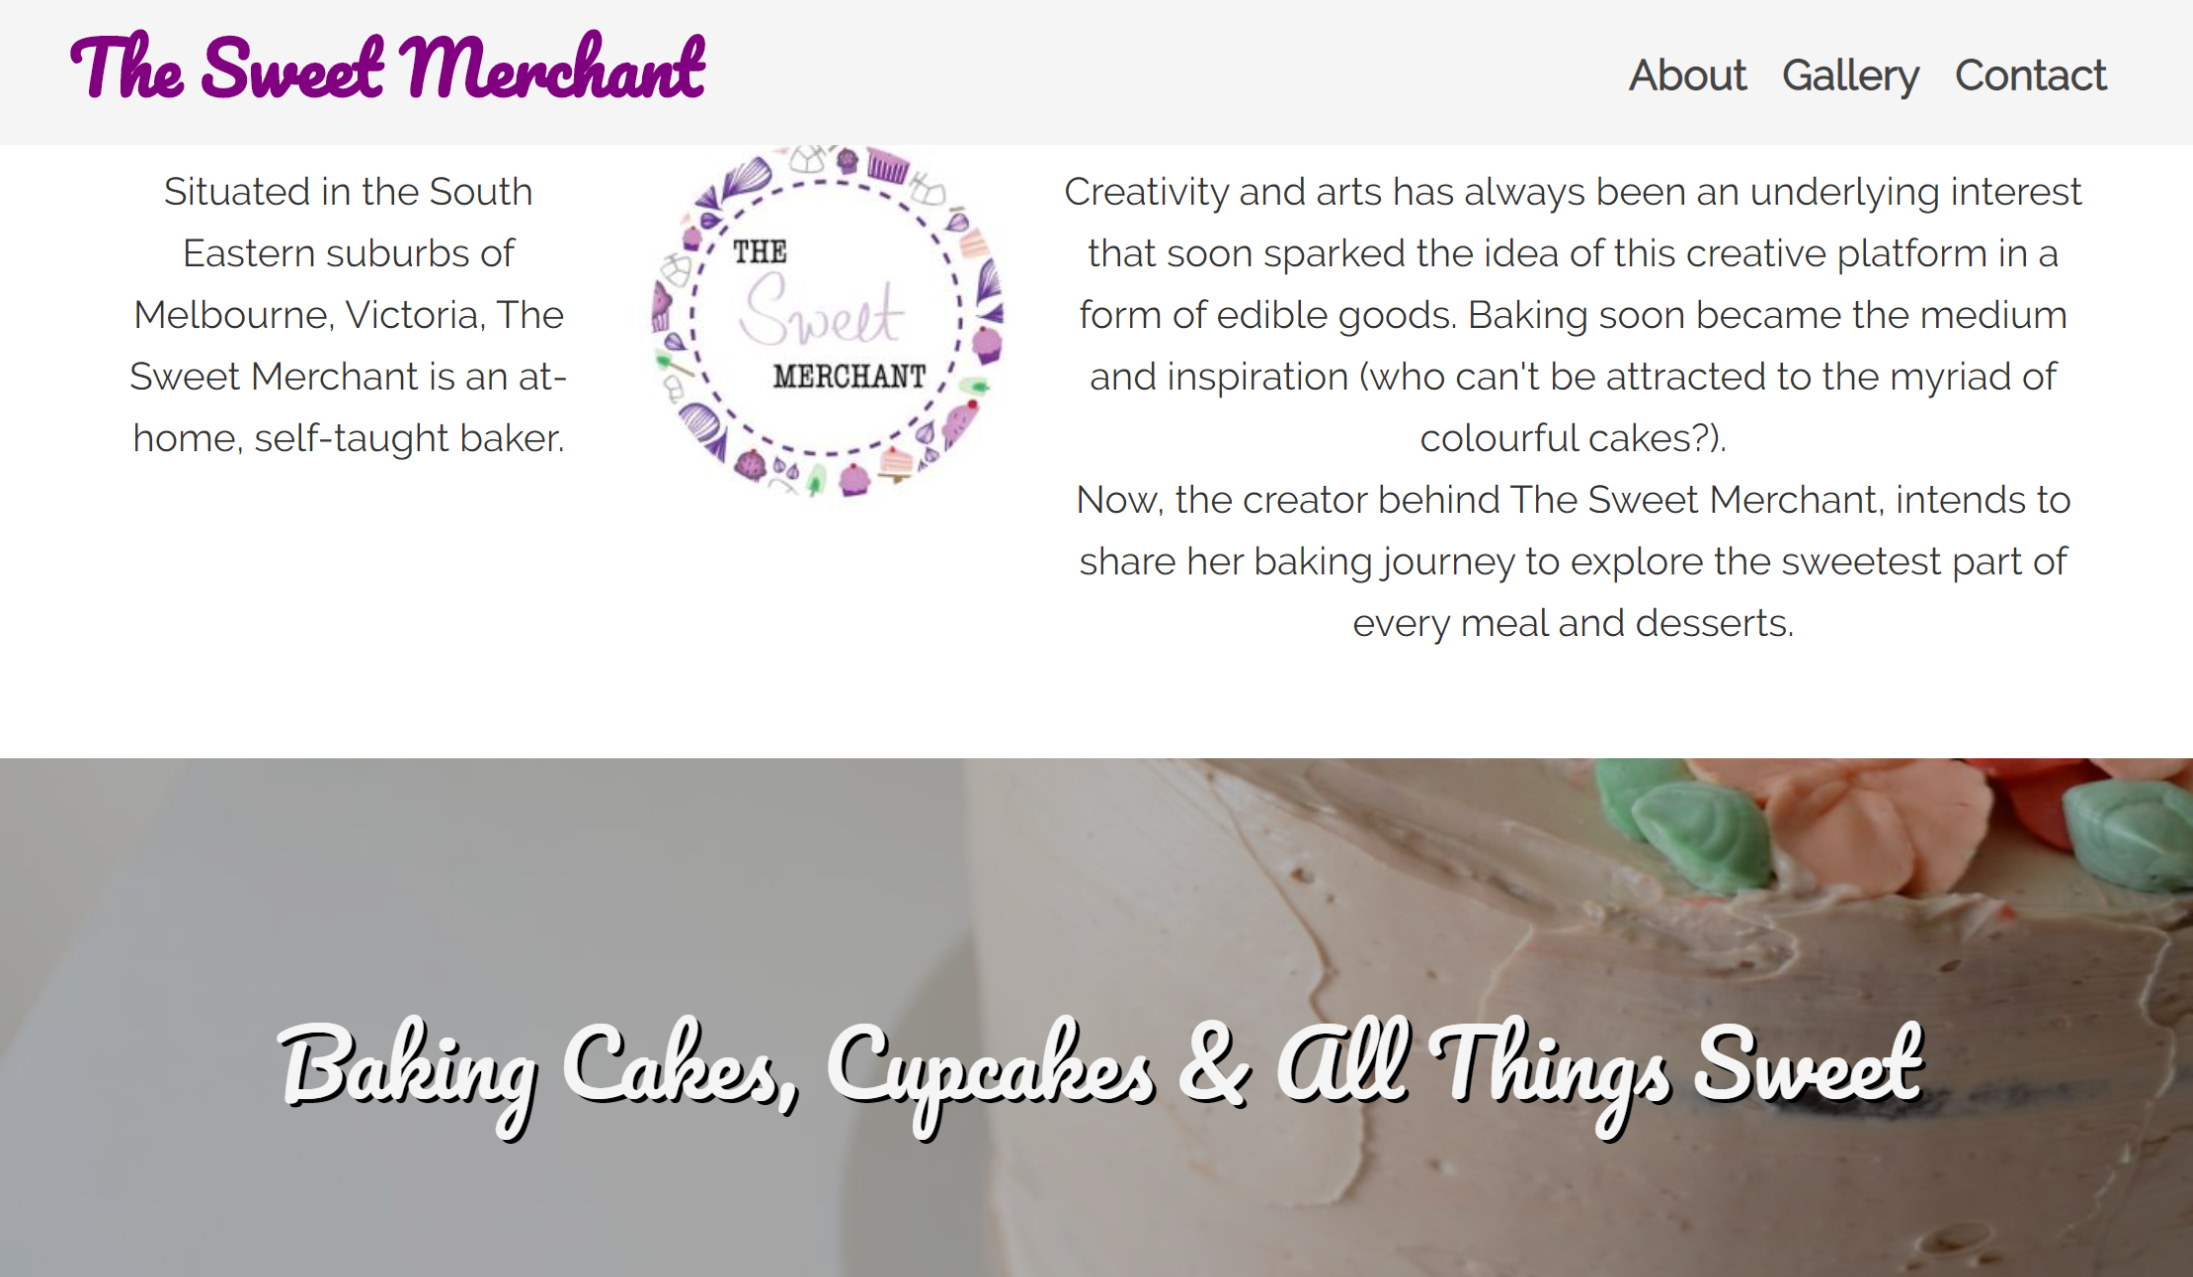 The Sweet Merchant
About Gallery Contact
Situated in the South
Eastern suburbs of
Melbourne, Victoria, The
Sweet Merchant is an at-
home, self-taught baker.
THE
Sweet
MERCHANT
Creativity and arts has always been an underlying interest
that soon sparked the idea of this creative platform in a
form of edible goods. Baking soon became the medium
and inspiration (who can't be attracted to the myriad of
colourful cakes?).
Now, the creator behind The Sweet Merchant, intends to
share her baking journey to explore the sweetest part of
every meal and desserts.
Baking Cakes, Cupcakes & All Things Sweet